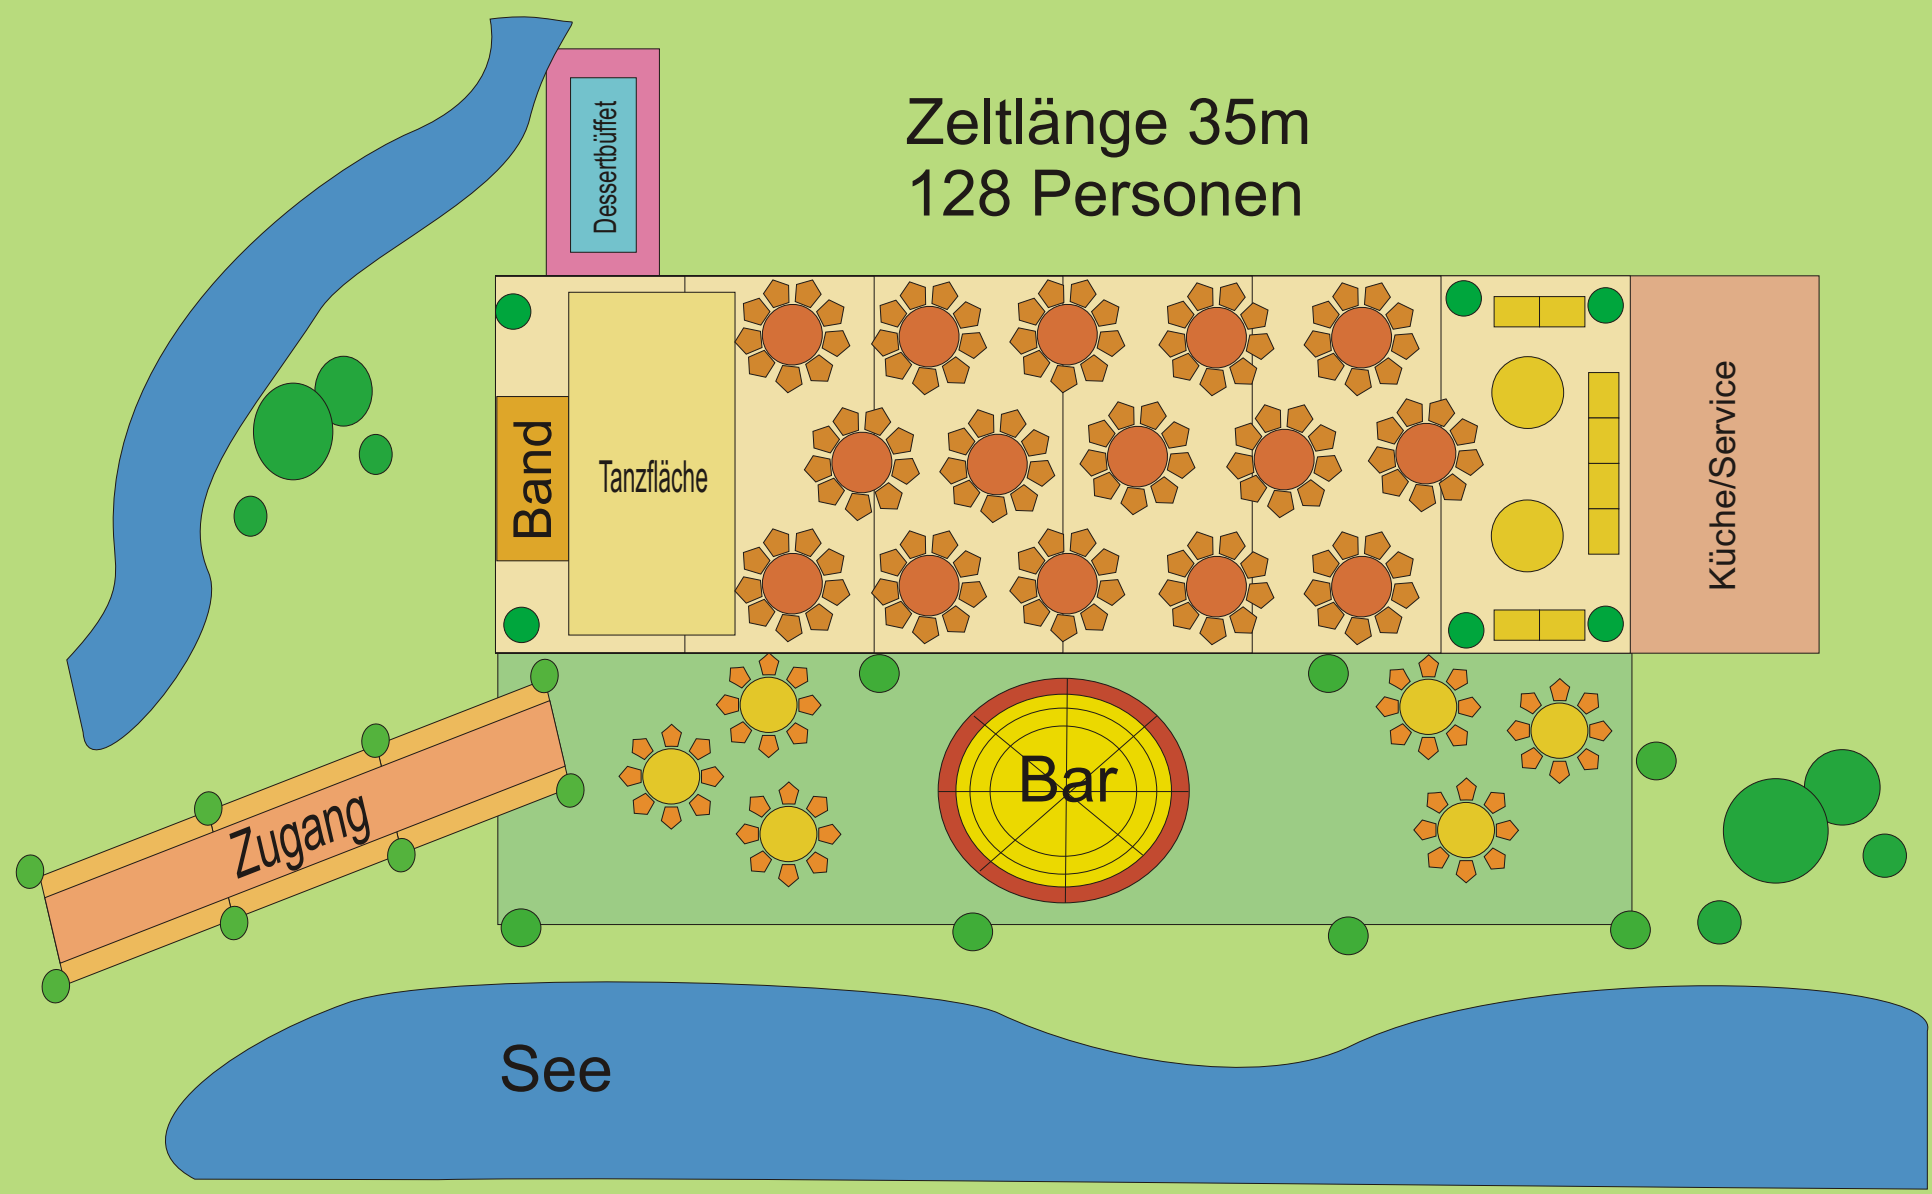 Zeltlänge 35m
128 Personen
Dessertbüffet
Band
Tanzfläche
Küche/Service
Bar
Zugang
See